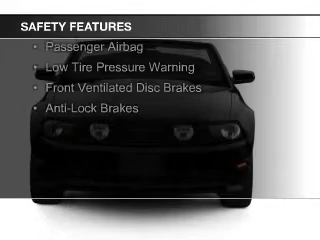 SAFETY FEATURES
• Passenger Airbag
• Low Tire Pressure Warning
• Front Ventilated Disc Brakes
• Anti-Lock Brakes